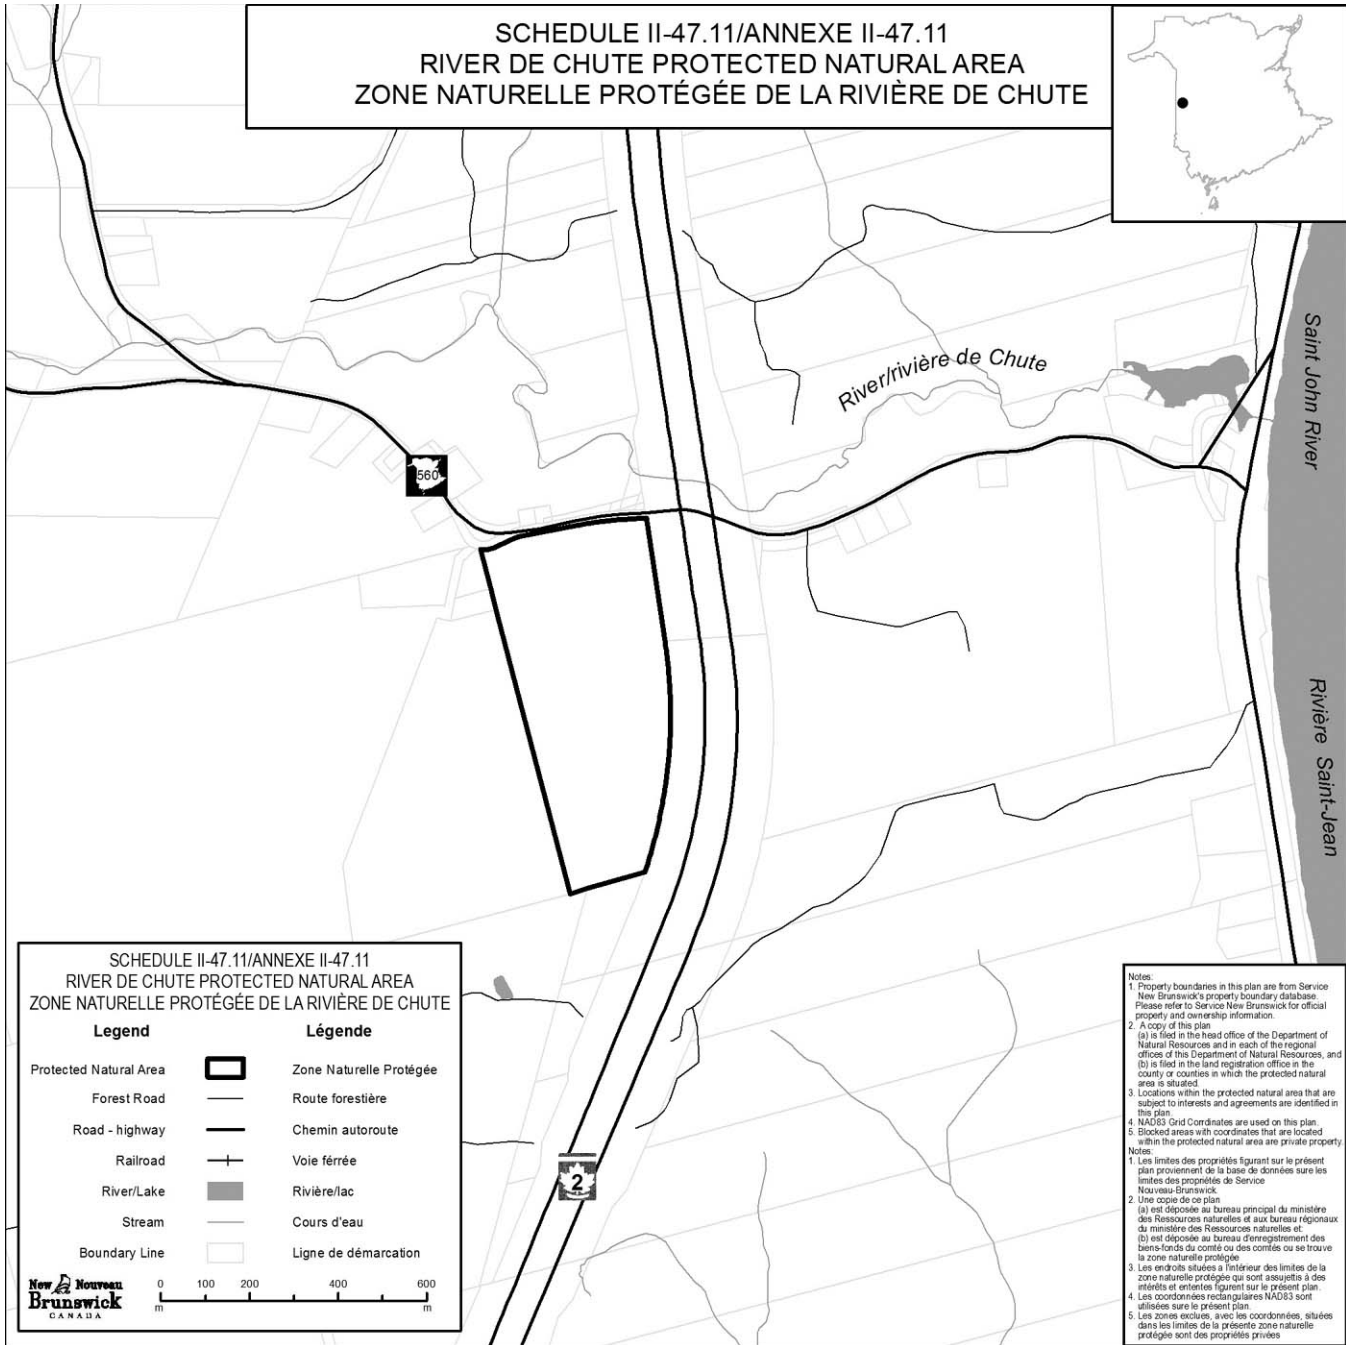 SCHEDULE II-47.11/ANNEXE II-47.11
RIVER DE CHUTE PROTECTED NATURAL AREA
ZONE NATURELLE PROTÉGÉE DE LA RIVIÈRE DE CHUTE
River/rivière de Chute
Saint John River
560
Rivière Saint-Jean
2
SCHEDULE II-47.11/ANNEXE II-47.11
RIVER DE CHUTE PROTECTED NATURAL AREA
ZONE NATURELLE PROTÉGÉE DE LA RIVIÈRE DE CHUTE
Legend Légende
Protected Natural Area Zone Naturelle Protégée
Forest Road Route forestière
Road - highway Chemin autoroute
Railroad Voie férrée
River/Lake Rivière/lac
Stream Cours d'eau
Boundary Line Ligne de démarcation
New Nouveau
Brunswick
CANADA
0 100 200 400 600
m m
Notes:
1. Property boundaries in this plan are from Service
New Brunswick's property boundary database.
Please refer to Service New Brunswick for official
property and ownership information.
2. A copy of this plan
(a) is filed in the head office of the Department of
Natural Resources and in each of the regional
offices of this Department of Natural Resources, and
(b) is filed in the land registration offfice in the
county or counties in which the protected natural
area is situated.
3. Locations within the protected natural area that are
subject to interests and agreements are identified in
this plan.
4. NAD83 Grid Corrdinates are used on this plan.
5. Blocked areas with coordinates that are located
within the protected natural area are private property.
Notes:
1. Les limites des propriétés figurant sur le présent
plan proviennent de la base de données sure les
limites des propriétés de Service
Nouveau-Brunswick.
2. Une copie de ce plan
(a) est déposée au bureau principal du ministère
des Ressources naturelles et aux bureau régionaux
du ministère des Ressources naturelles et:
(b) est déposée au bureau d'enregistrement des
biens-fonds du comté ou des comtés ou se trouve
la zone naturelle protégée
3. Les endroits situées a l'intérieur des limites de la
zone naturelle protégée qui sont assujettis à des
intérêts et ententes figurent sur le présent plan.
4. Les coordonnées rectangulaires NAD83 sont
utilisées sure le présent plan.
5. Les zones exclues, avec les coordonnées, situées
dans les limites de la présente zone naturelle
protégée sont des propriétés privées